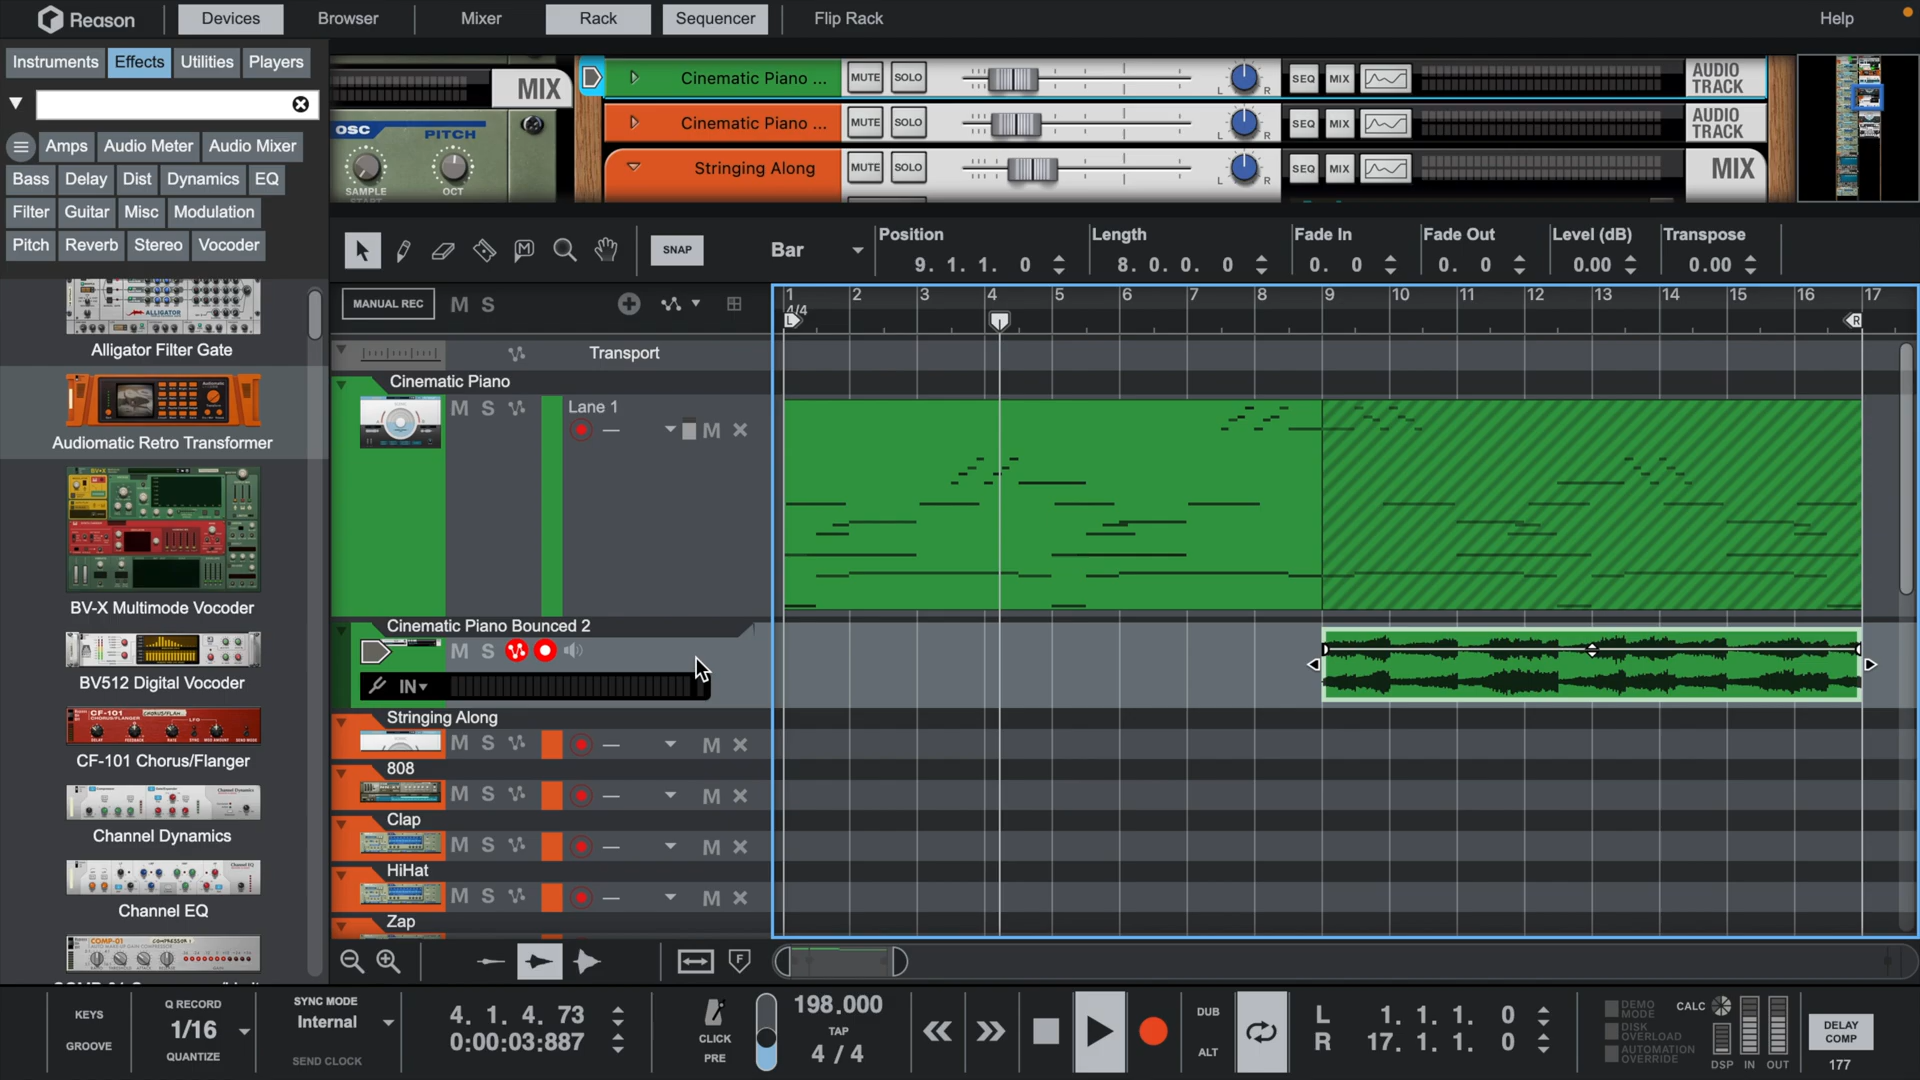 Reason
Devices
Browser
Mixer
Rack
Sequencer
Flip Rack
Help
Instruments
Effects
Utilities
Players
Amps
Audio Meter
Audio Mixer
Bass
Delay
Dist
Dynamics
EQ
Filter
Guitar
Misc
Modulation
Pitch
Reverb
Stereo
Vocoder
Alligator Filter Gate
Audiomatic Retro Transformer
BV-X Multimode Vocoder
BV512 Digital Vocoder
CF-101 Chorus/Flanger
Channel Dynamics
Channel EQ
MIX
OSC
PITCH
SAMPLE
START
OCT
Cinematic Piano ...
MUTE
SOLO
L
R
SEQ
MIX
AUDIO
TRACK
Cinematic Piano ...
MUTE
SOLO
L
R
SEQ
MIX
AUDIO
TRACK
Stringing Along
MUTE
SOLO
L
R
SEQ
MIX
MIX
SNAP
Bar
Position
9. 1. 1. 0
Length
8. 0. 0. 0
Fade In
0. 0
Fade Out
0. 0
Level (dB)
0.00
Transpose
0.00
MANUAL REC
M S
1 2 3 4 5 6 7 8 9 10 11 12 13 14 15 16 17
4/4
L
R
Transport
Cinematic Piano
M S
Lane 1
M
Cinematic Piano Bounced 2
M S
IN
Stringing Along
M S
M
808
M S
M
Clap
M S
M
HiHat
M S
M
Zap
F
KEYS
GROOVE
Q RECORD
1/16
QUANTIZE
SYNC MODE
Internal
SEND CLOCK
4. 1. 4. 73
0:00:03:887
CLICK
PRE
198.000
TAP
4 / 4
DUB
ALT
L 1. 1. 1. 0
R 17. 1. 1. 0
DEMO
MODE
DISK
OVERLOAD
AUTOMATION
OVERRIDE
CALC
DSP
IN
OUT
DELAY
COMP
177